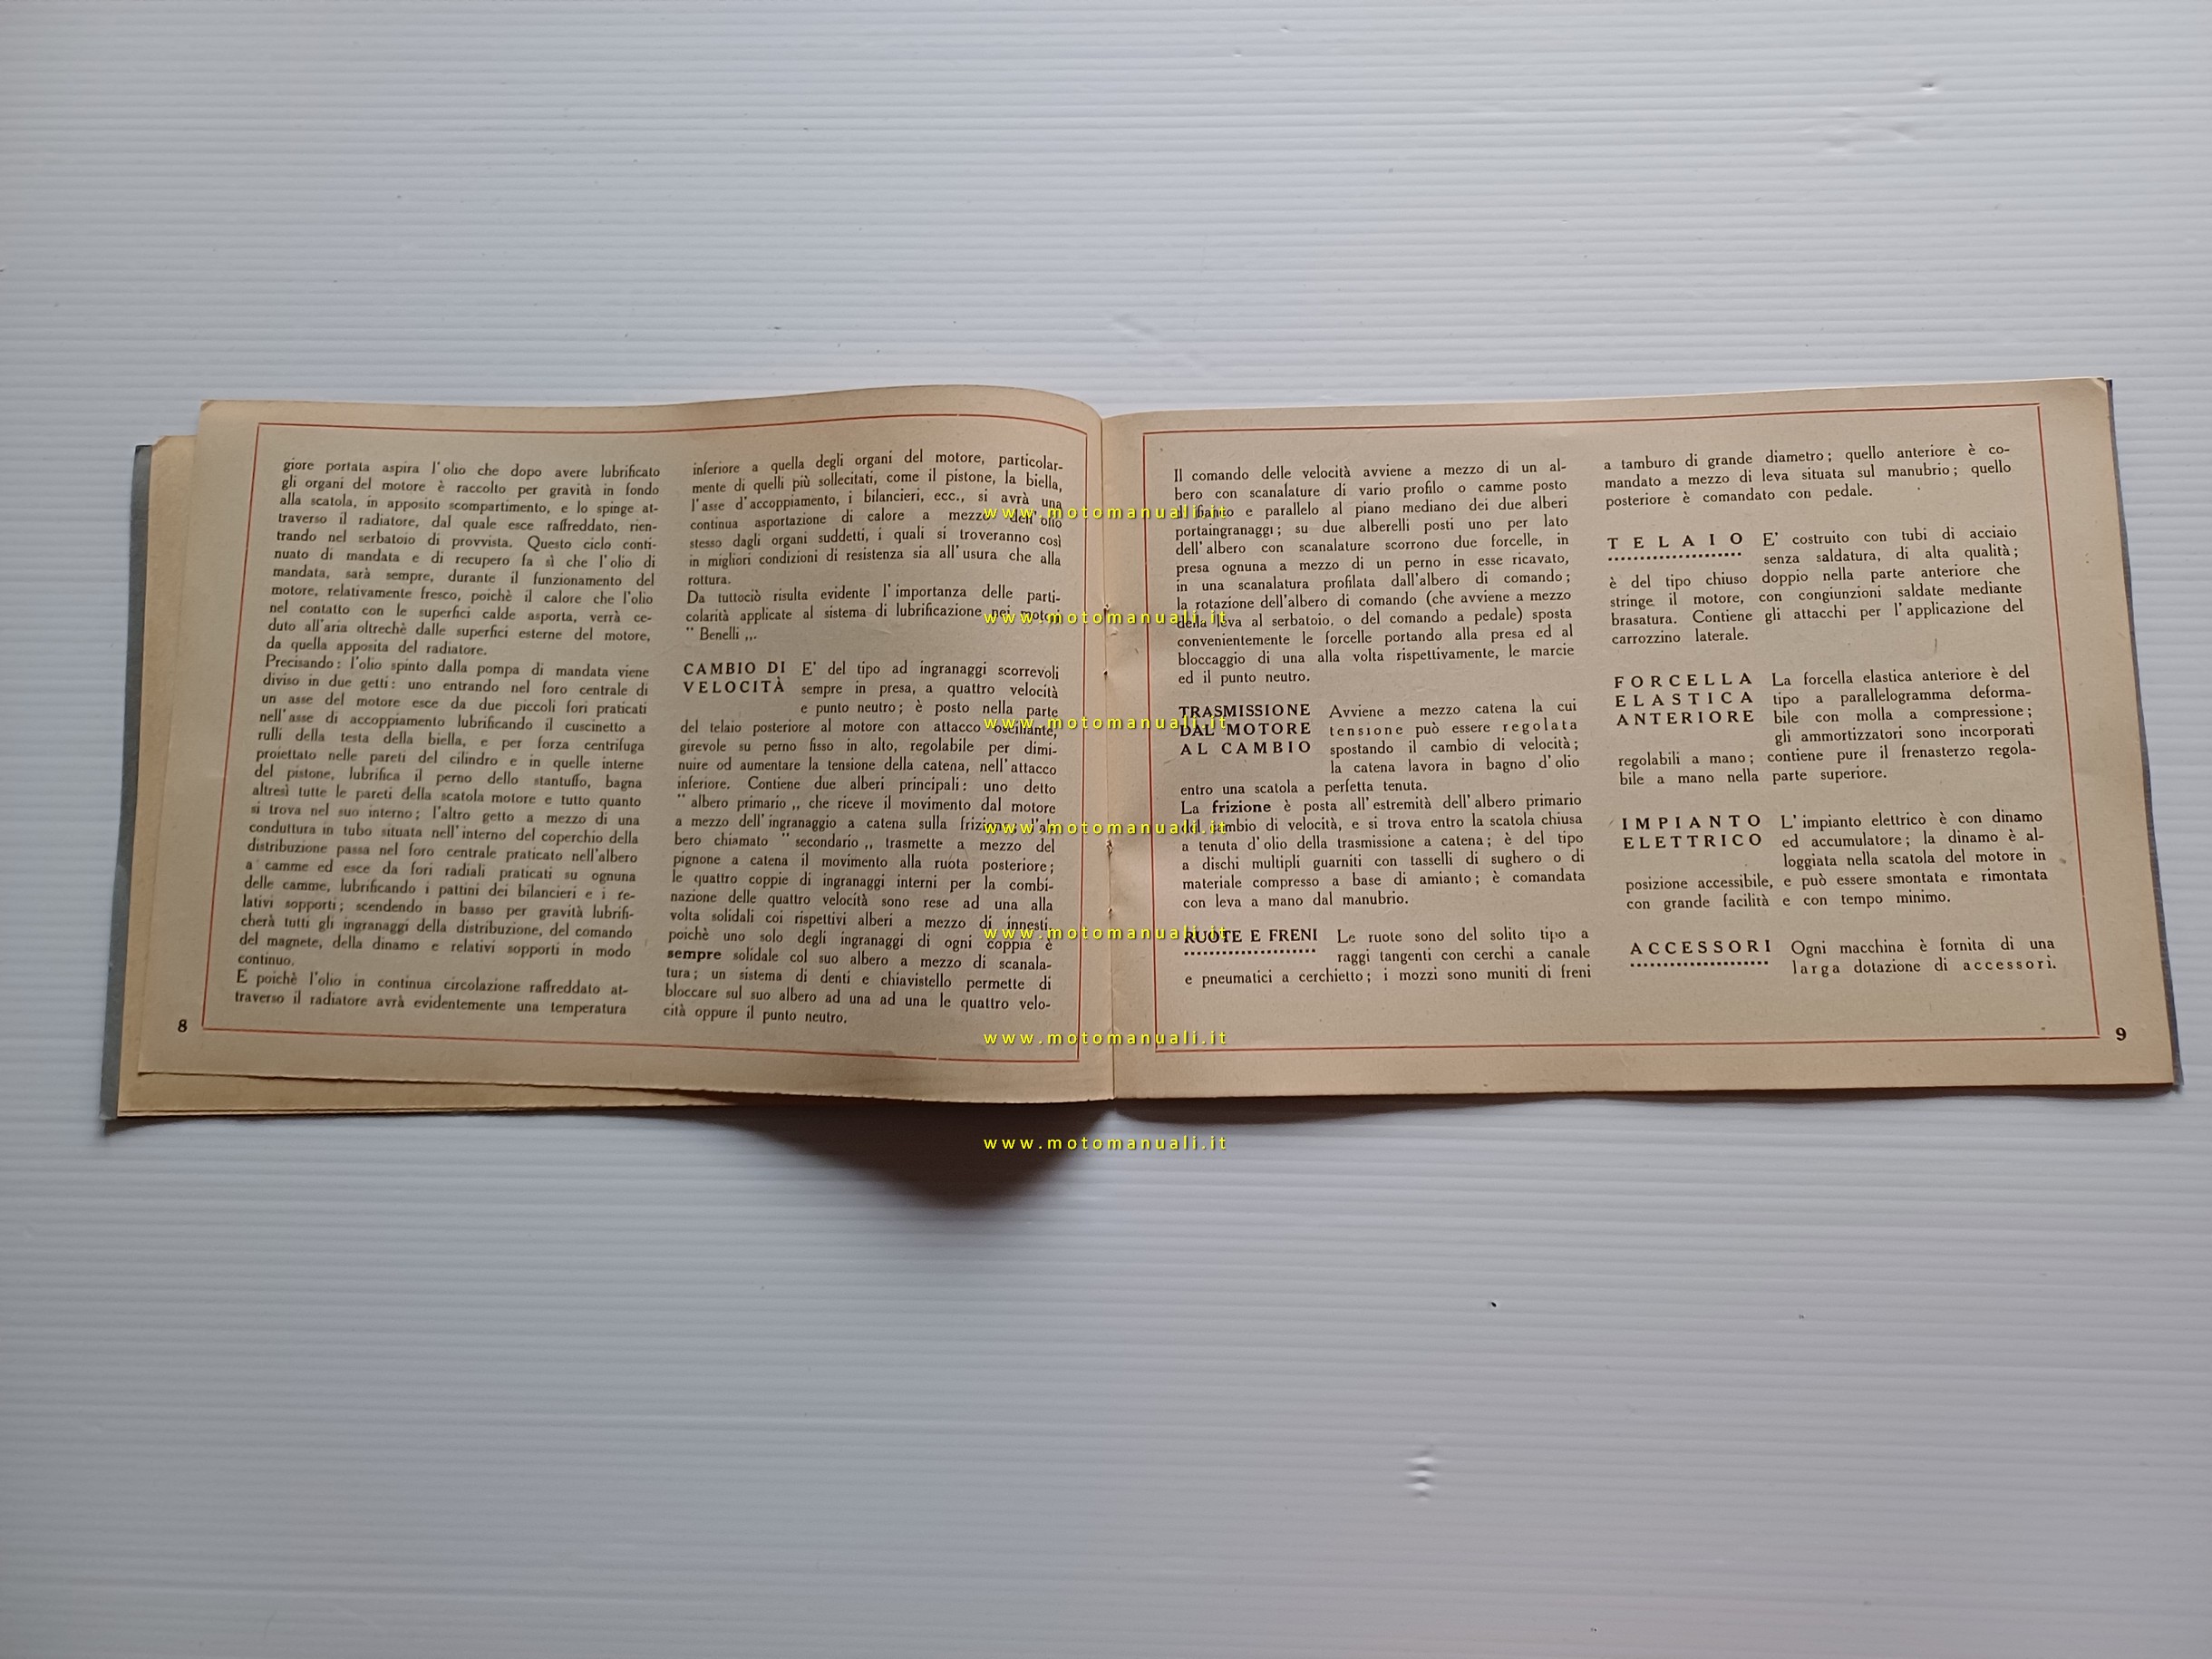 giore portata aspira l'olio che dopo avere lubrificato
gli organi del motore è raccolto per gravità in fondo
alla scatola, in apposito scompartimento, e lo spinge at-
traverso il radiatore, dal quale esce raffreddato, rien-
trando nel serbatoio di provvista. Questo ciclo conti-
nuato di mandata e di recupero fa sì che l'olio di
mandata, sarà sempre, durante il funzionamento del
motore, relativamente fresco, poichè il calore che l'olio
nel contatto con le superfici calde asporta, verrà ce-
duto all'aria oltrechè dalle superfici esterne del motore,
da quella apposita del radiatore.
Precisando: l'olio spinto dalla pompa di mandata viene
diviso in due getti: uno entrando nel foro centrale di
un asse del motore esce da due piccoli fori praticati
nell'asse di accoppiamento lubrificando il cuscinetto a
rulli della testa della biella, e per forza centrifuga
proiettato nelle pareti del cilindro e in quelle interne
del pistone, lubrifica il perno dello stantuffo, bagna
altresì tutte le pareti della scatola motore e tutto quanto
si trova nel suo interno; l'altro getto a mezzo di una
conduttura in tubo situata nell'interno del coperchio della
distribuzione passa nel foro centrale praticato nell'albero
a camme ed esce da fori radiali praticati su ognuna
delle camme, lubrificando i pattini dei bilancieri e i re-
lativi sopporti; scendendo in basso per gravità lubrifi-
cherà tutti gli ingranaggi della distribuzione, del comando
del magnete, della dinamo e relativi sopporti in modo
continuo.
E poichè l'olio in continua circolazione raffreddato at-
traverso il radiatore avrà evidentemente una temperatura
8
inferiore a quella degli organi del motore, particolar-
mente di quelli più sollecitati, come il pistone, la biella,
l'asse d'accoppiamento, i bilancieri, ecc., si avrà una
continua asportazione di calore a mezzo dell'olio
stesso dagli organi suddetti, i quali si troveranno così
in migliori condizioni di resistenza sia all'usura che alla
rottura.
Da tuttociò risulta evidente l'importanza delle parti-
colarità applicate al sistema di lubrificazione nei motori
" Benelli ,,.
CAMBIO DI VELOCITÀ
E' del tipo ad ingranaggi scorrevoli
sempre in presa, a quattro velocità
e punto neutro; è posto nella parte
del telaio posteriore al motore con attacco oscillante,
girevole su perno fisso in alto, regolabile per dimi-
nuire od aumentare la tensione della catena, nell'attacco
inferiore. Contiene due alberi principali: uno detto
" albero primario ,, che riceve il movimento dal motore
a mezzo dell'ingranaggio a catena sulla frizione; l'al-
bero chiamato " secondario ,, trasmette a mezzo del
pignone a catena il movimento alla ruota posteriore;
le quattro coppie di ingranaggi interni per la combi-
nazione delle quattro velocità sono rese ad una alla
volta solidali coi rispettivi alberi a mezzo di innesti,
poichè uno solo degli ingranaggi di ogni coppia è
sempre solidale col suo albero a mezzo di scanala-
tura; un sistema di denti e chiavistello permette di
bloccare sul suo albero ad una ad una le quattro velo-
cità oppure il punto neutro.
Il comando delle velocità avviene a mezzo di un al-
bero con scanalature di vario profilo o camme posto
di fianco e parallelo al piano mediano dei due alberi
portaingranaggi; su due alberelli posti uno per lato
dell'albero con scanalature scorrono due forcelle, in
presa ognuna a mezzo di un perno in esse ricavato,
in una scanalatura profilata dall'albero di comando;
la rotazione dell'albero di comando (che avviene a mezzo
della leva al serbatoio. o del comando a pedale) sposta
convenientemente le forcelle portando alla presa ed al
bloccaggio di una alla volta rispettivamente, le marcie
ed il punto neutro.
TRASMISSIONE DAL MOTORE AL CAMBIO
Avviene a mezzo catena la cui
tensione può essere regolata
spostando il cambio di velocità;
la catena lavora in bagno d'olio
entro una scatola a perfetta tenuta.
La frizione è posta all'estremità dell'albero primario
del cambio di velocità, e si trova entro la scatola chiusa
a tenuta d'olio della trasmissione a catena; è del tipo
a dischi multipli guarniti con tasselli di sughero o di
materiale compresso a base di amianto; è comandata
con leva a mano dal manubrio.
RUOTE E FRENI
Le ruote sono del solito tipo a
raggi tangenti con cerchi a canale
e pneumatici a cerchietto; i mozzi sono muniti di freni
a tamburo di grande diametro; quello anteriore è co-
mandato a mezzo di leva situata sul manubrio; quello
posteriore è comandato con pedale.
TELAIO
E' costruito con tubi di acciaio
senza saldatura, di alta qualità;
è del tipo chiuso doppio nella parte anteriore che
stringe il motore, con congiunzioni saldate mediante
brasatura. Contiene gli attacchi per l'applicazione del
carrozzino laterale.
FORCELLA ELASTICA ANTERIORE
La forcella elastica anteriore è del
tipo a parallelogramma deforma-
bile con molla a compressione;
gli ammortizzatori sono incorporati
regolabili a mano; contiene pure il frenasterzo regola-
bile a mano nella parte superiore.
IMPIANTO ELETTRICO
L'impianto elettrico è con dinamo
ed accumulatore; la dinamo è al-
loggiata nella scatola del motore in
posizione accessibile, e può essere smontata e rimontata
con grande facilità e con tempo minimo.
ACCESSORI
Ogni macchina è fornita di una
larga dotazione di accessori.
9
www.motomanuali.it
www.motomanuali.it
www.motomanuali.it
www.motomanuali.it
www.motomanuali.it
www.motomanuali.it
www.motomanuali.it